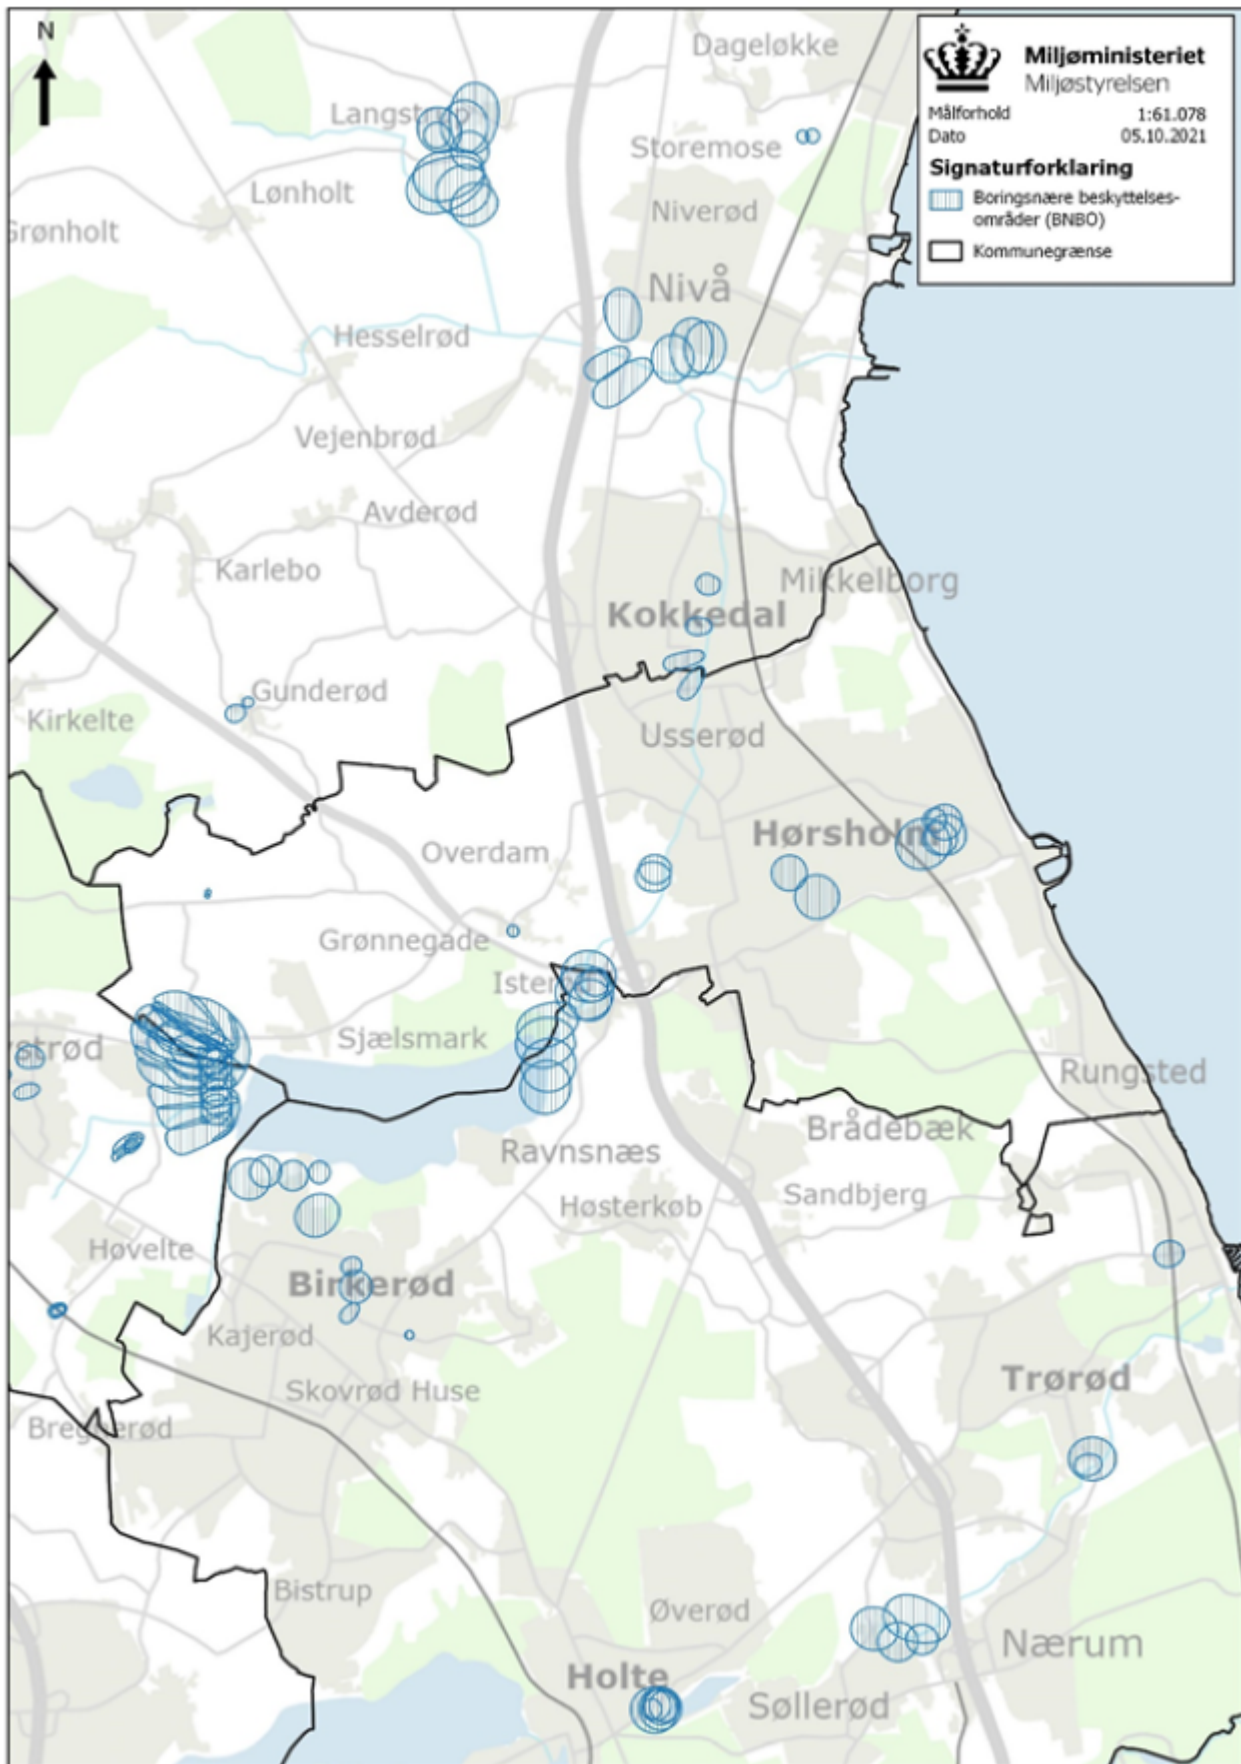 N
Dageløkke
Miljøministeriet
Miljøstyrelsen
Målforhold 1:61.078
Dato 05.10.2021
Signaturforklaring
Boringsnære beskyttelses-
områder (BNBO)
Kommunegrænse
Storemose
Lønholt
Niverød
Grønholt
Nivå
Hesselrød
Vejenbrød
Avderød
Karlebo
Mikkelborg
Kokkedal
Gunderød
Kirkelte
Usserød
Hørsholm
Overdam
Grønnegade
Sjælsmark
Rungsted
Brådebæk
Ravnsnæs
Sandbjerg
Høsterkøb
Høvelte
Birkerød
Kajerød
Trørød
Skovrød Huse
Bregnerød
Bistrup
Øverød
Nærum
Holte
Søllerød